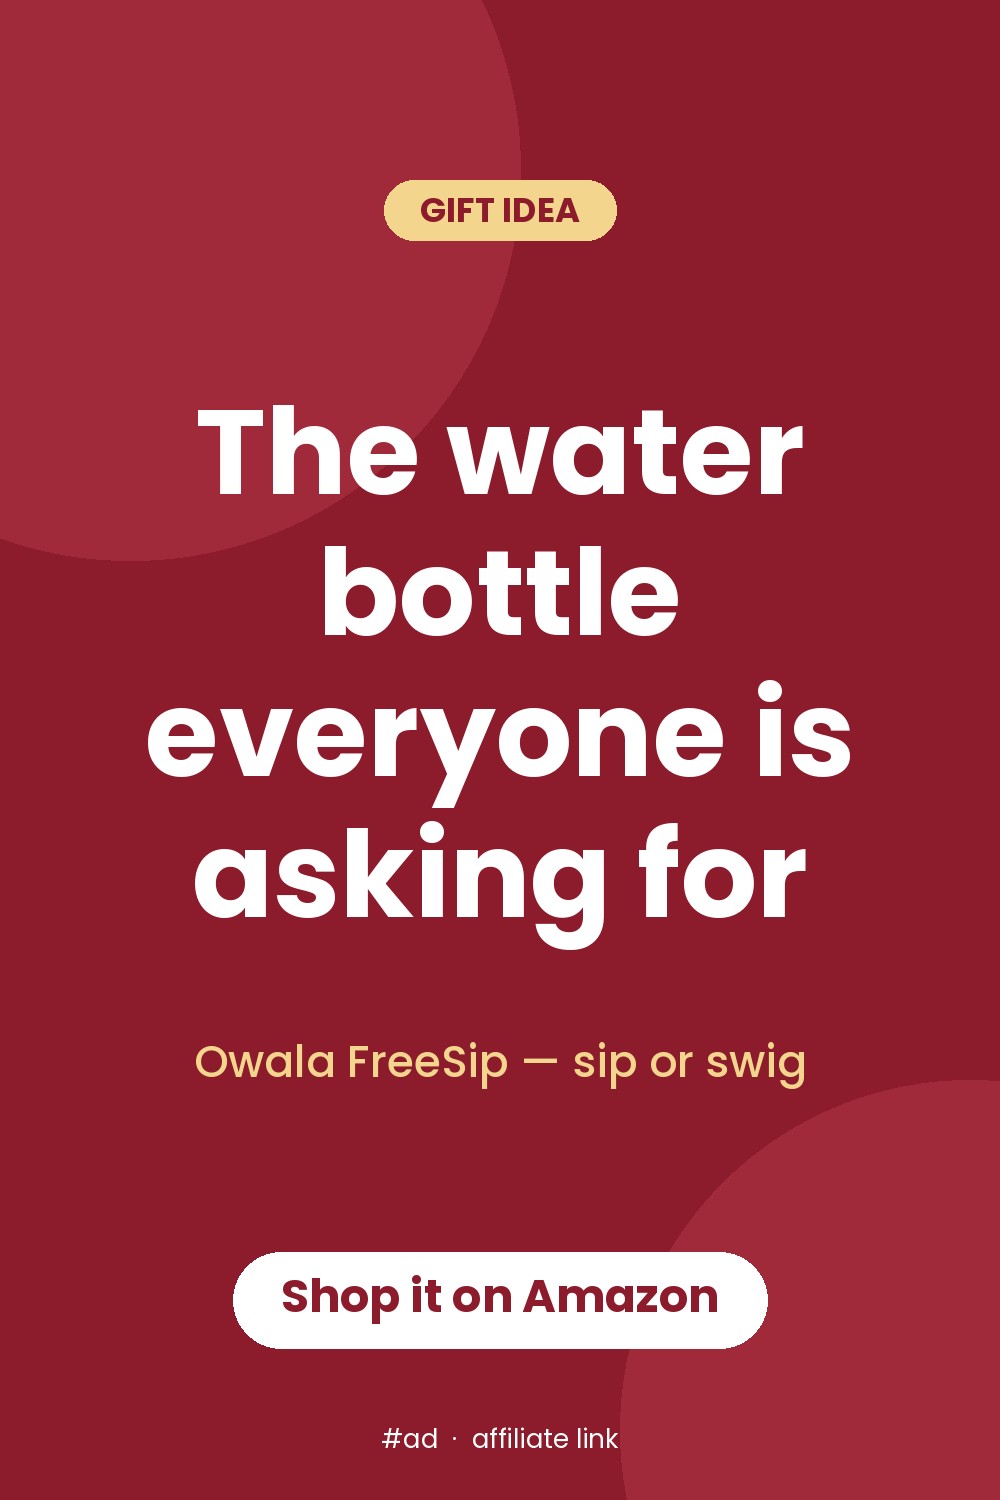 GIFT IDEA
The water
bottle
everyone is
asking for
Owala FreeSip — sip or swig
Shop it on Amazon
#ad · affiliate link